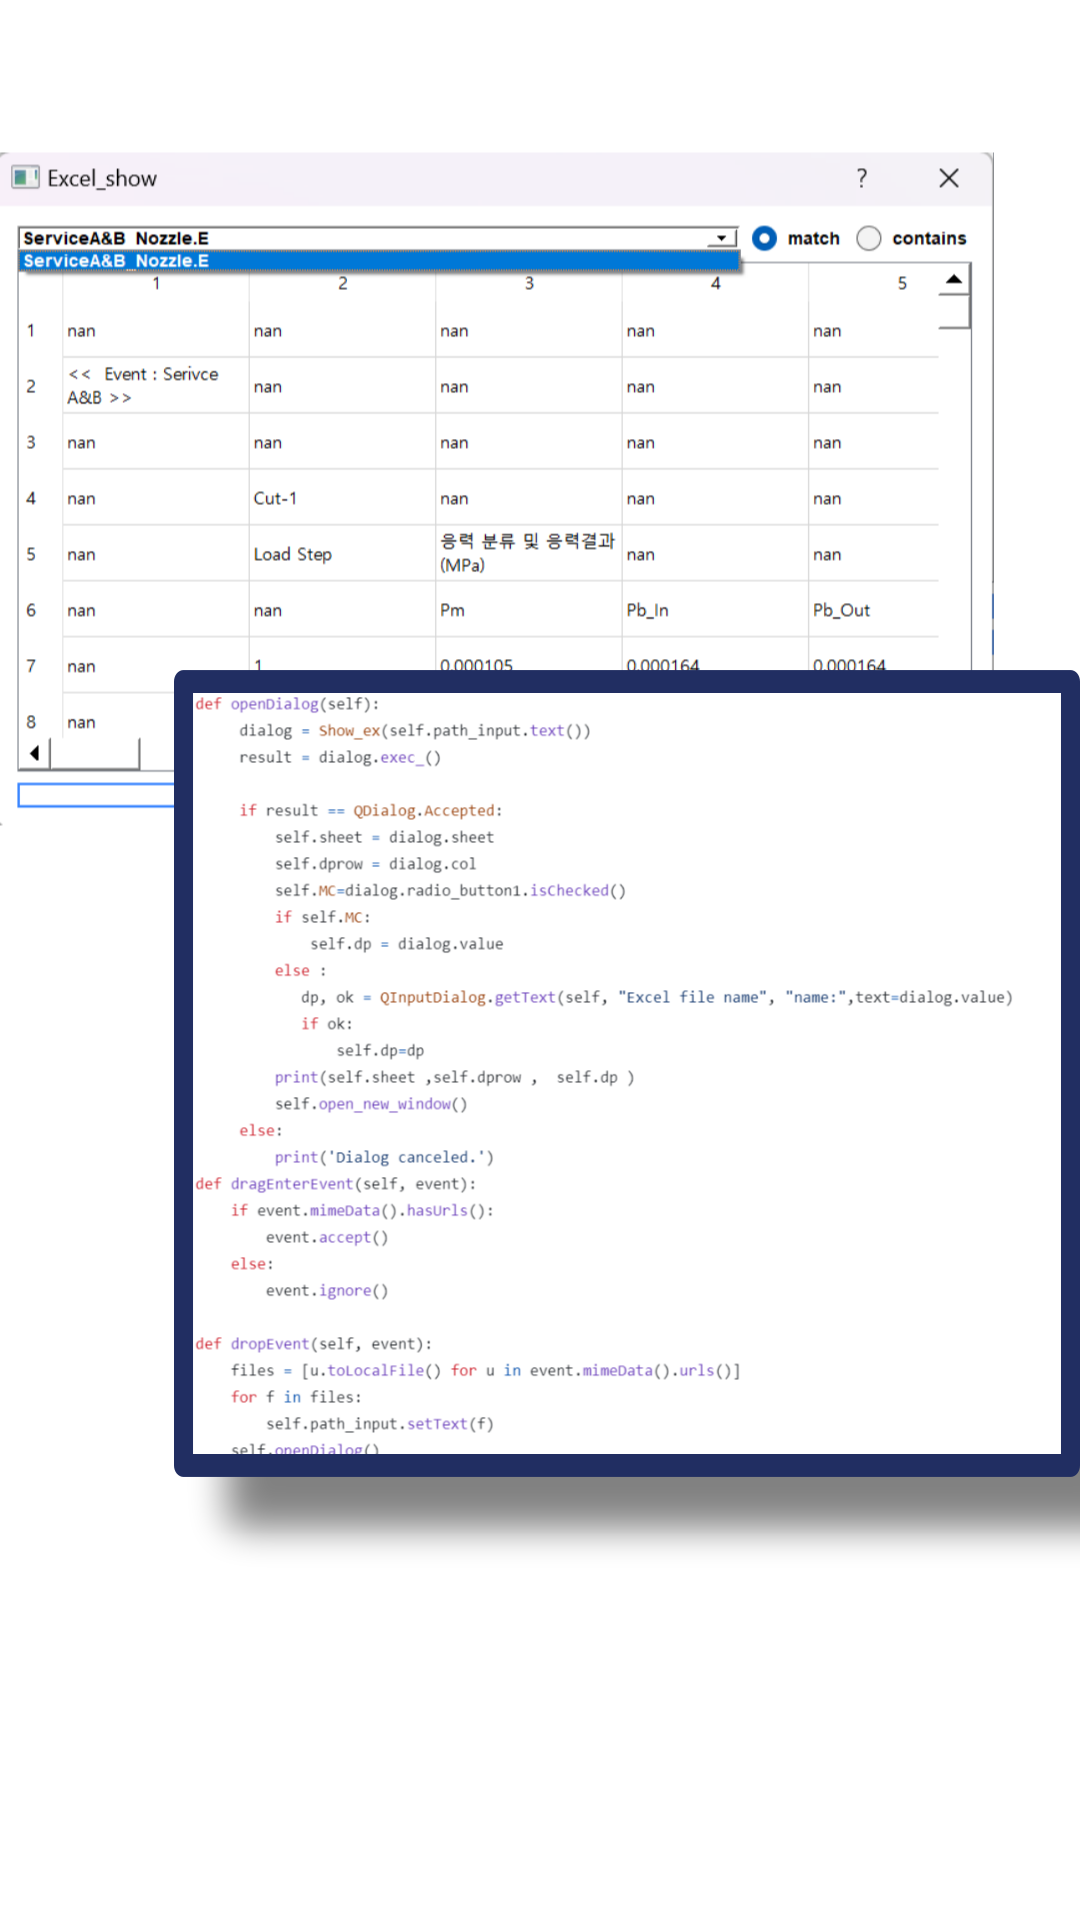 Excel_show ?
ServiceA&B_Nozzle.E match contains
ServiceA&B_Nozzle.E
1 2 3 4 5
1 nan nan nan nan nan
2 << Event : Serivce A&B >> nan nan nan nan
3 nan nan nan nan nan
4 nan Cut-1 nan nan nan
5 nan Load Step 응력 분류 및 응력결과 (MPa) nan nan
6 nan nan Pm Pb_In Pb_Out
7 nan 1 0.000105 0.000164 0.000164
8 nan
def openDialog(self):
dialog = Show_ex(self.path_input.text())
result = dialog.exec_()
if result == QDialog.Accepted:
self.sheet = dialog.sheet
self.dprow = dialog.col
self.MC=dialog.radio_button1.isChecked()
if self.MC:
self.dp = dialog.value
else :
dp, ok = QInputDialog.getText(self, "Excel file name", "name:",text=dialog.value)
if ok:
self.dp=dp
print(self.sheet ,self.dprow ,  self.dp )
self.open_new_window()
else:
print('Dialog canceled.')
def dragEnterEvent(self, event):
if event.mimeData().hasUrls():
event.accept()
else:
event.ignore()
def dropEvent(self, event):
files = [u.toLocalFile() for u in event.mimeData().urls()]
for f in files:
self.path_input.setText(f)
self.openDialog()